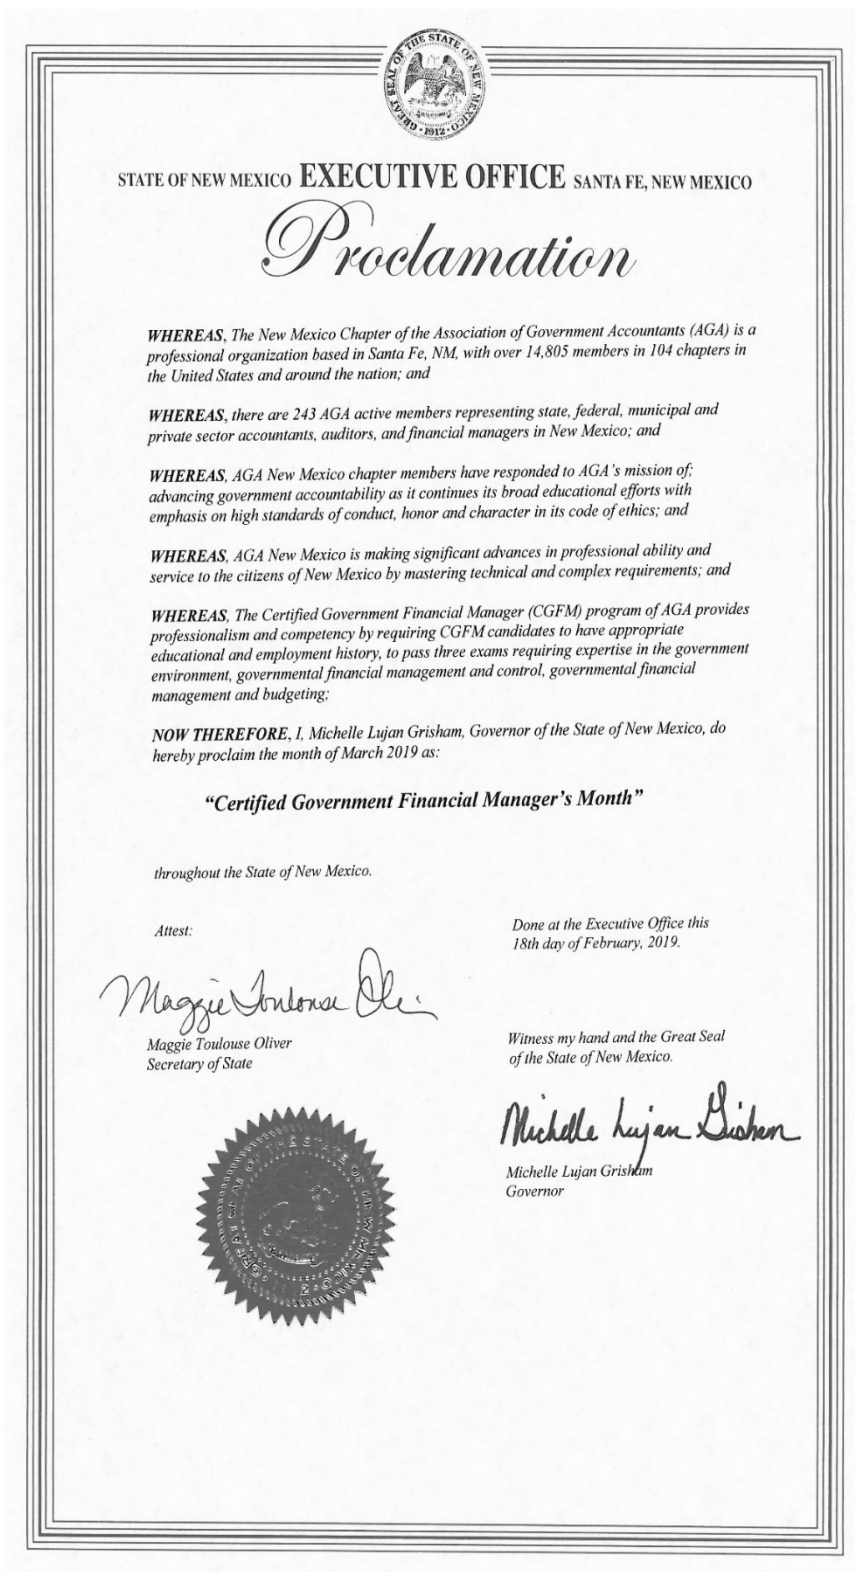 GREAT SEAL OF THE STATE OF NEW MEXICO
1912
STATE OF NEW MEXICO EXECUTIVE OFFICE SANTA FE, NEW MEXICO
Proclamation
WHEREAS, The New Mexico Chapter of the Association of Government Accountants (AGA) is a
professional organization based in Santa Fe, NM, with over 14,805 members in 104 chapters in
the United States and around the nation; and
WHEREAS, there are 243 AGA active members representing state, federal, municipal and
private sector accountants, auditors, and financial managers in New Mexico; and
WHEREAS, AGA New Mexico chapter members have responded to AGA's mission of;
advancing government accountability as it continues its broad educational efforts with
emphasis on high standards of conduct, honor and character in its code of ethics; and
WHEREAS, AGA New Mexico is making significant advances in professional ability and
service to the citizens of New Mexico by mastering technical and complex requirements; and
WHEREAS, The Certified Government Financial Manager (CGFM) program of AGA provides
professionalism and competency by requiring CGFM candidates to have appropriate
educational and employment history, to pass three exams requiring expertise in the government
environment, governmental financial management and control, governmental financial
management and budgeting;
NOW THEREFORE, I, Michelle Lujan Grisham, Governor of the State of New Mexico, do
hereby proclaim the month of March 2019 as:
"Certified Government Financial Manager's Month"
throughout the State of New Mexico.
Attest:
Maggie Toulouse Oliver
Maggie Toulouse Oliver
Secretary of State
Done at the Executive Office this
18th day of February, 2019.
Witness my hand and the Great Seal
of the State of New Mexico.
Michelle Lujan Grisham
Michelle Lujan Grisham
Governor
GREAT SEAL OF THE STATE OF NEW MEXICO